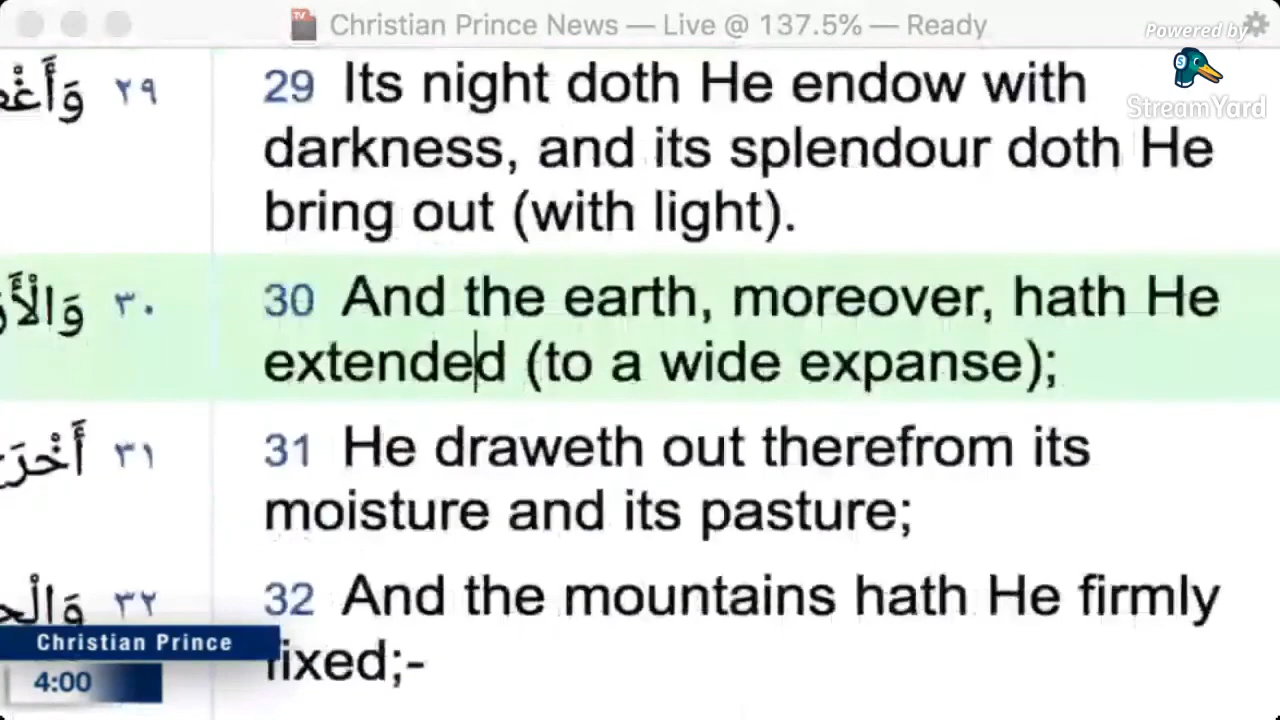 Christian Prince News — Live @ 137.5% — Ready
Powered by
StreamYard
٢٩ 29 Its night doth He endow with
darkness, and its splendour doth He
bring out (with light).
٣٠ 30 And the earth, moreover, hath He
extended (to a wide expanse);
٣١ 31 He draweth out therefrom its
moisture and its pasture;
٣٢ 32 And the mountains hath He firmly
fixed;-
Christian Prince
4:00